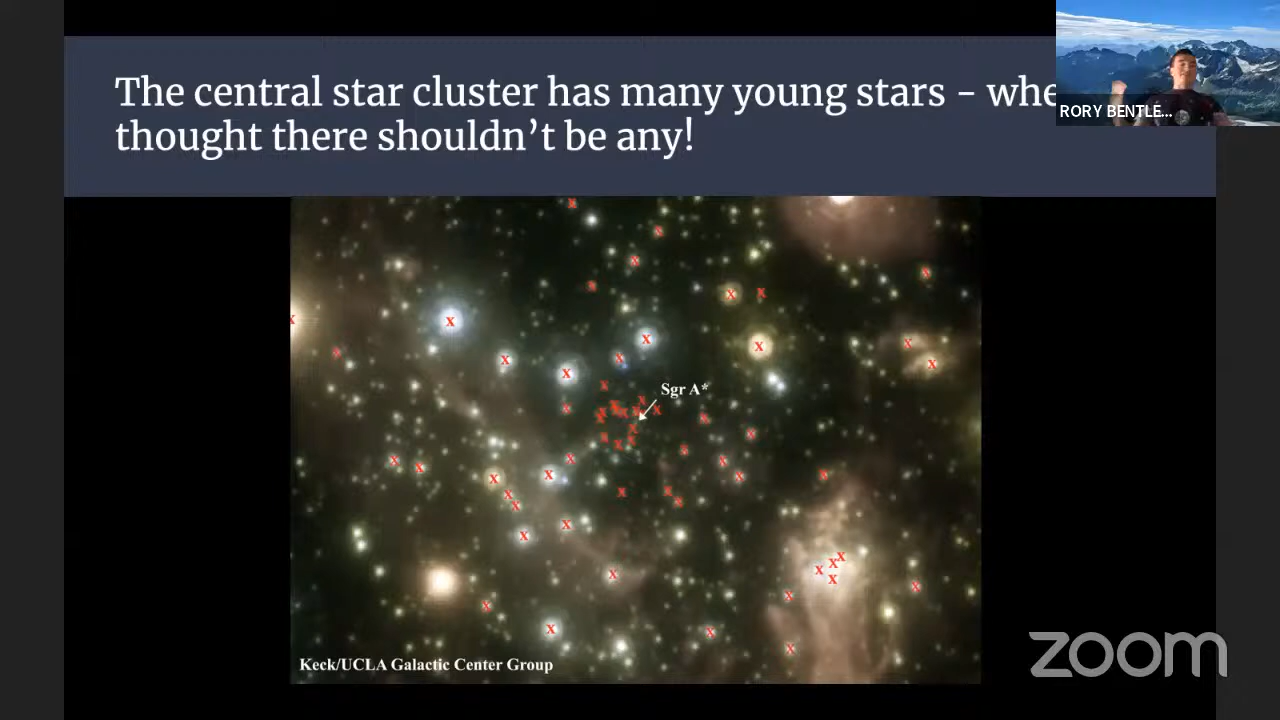 The central star cluster has many young stars - whe
thought there shouldn't be any!
RORY BENTLE...
Sgr A*
Keck/UCLA Galactic Center Group
zoom